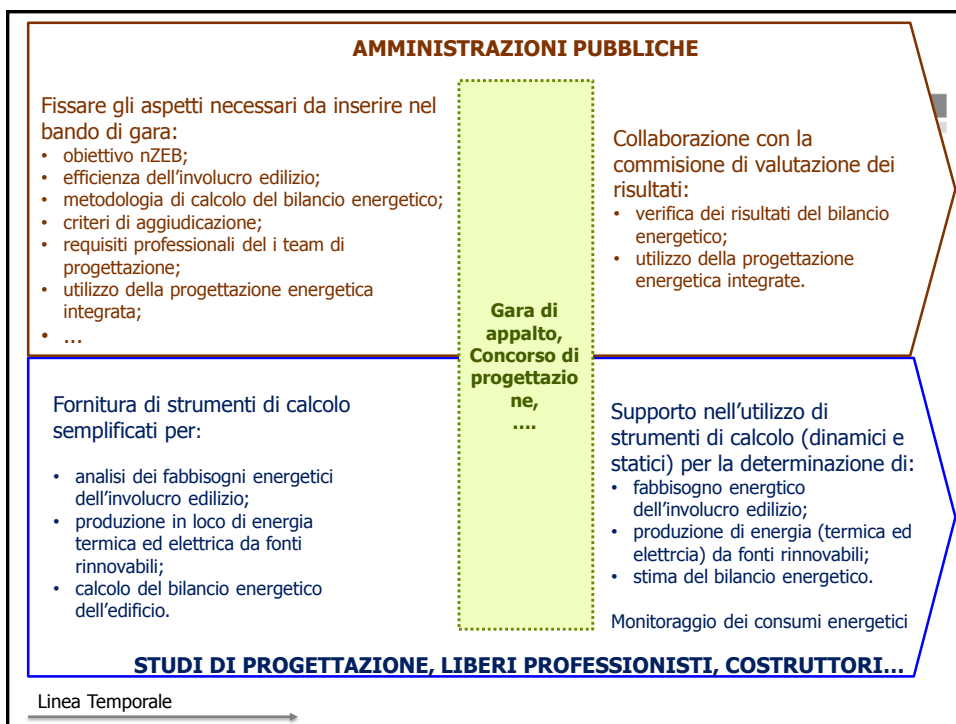 AMMINISTRAZIONI PUBBLICHE
Fissare gli aspetti necessari da inserire nel
bando di gara:
• obiettivo nZEB;
• efficienza dell'involucro edilizio;
• metodologia di calcolo del bilancio energetico;
• criteri di aggiudicazione;
• requisiti professionali del i team di
progettazione;
• utilizzo della progettazione energetica
integrata;
• ...
Gara di
appalto,
Concorso di
progettazio
ne,
....
Collaborazione con la
commisione di valutazione dei
risultati:
• verifica dei risultati del bilancio
energetico;
• utilizzo della progettazione
energetica integrate.
Fornitura di strumenti di calcolo
semplificati per:
• analisi dei fabbisogni energetici
dell'involucro edilizio;
• produzione in loco di energia
termica ed elettrica da fonti
rinnovabili;
• calcolo del bilancio energetico
dell'edificio.
Supporto nell'utilizzo di
strumenti di calcolo (dinamici e
statici) per la determinazione di:
• fabbisogno energtico
dell'involucro edilizio;
• produzione di energia (termica ed
elettrcia) da fonti rinnovabili;
• stima del bilancio energetico.
Monitoraggio dei consumi energetici
STUDI DI PROGETTAZIONE, LIBERI PROFESSIONISTI, COSTRUTTORI...
Linea Temporale